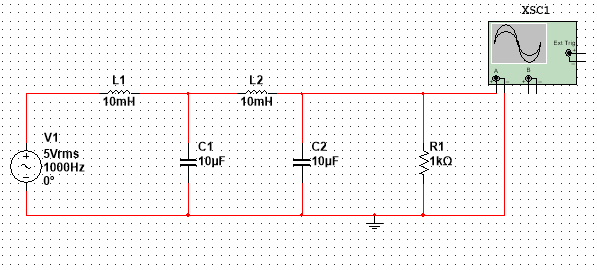 XSC1
Ext Trig
A
B
L1
10mH
L2
10mH
V1
5Vrms
1000Hz
0°
C1
10µF
C2
10µF
R1
1kΩ